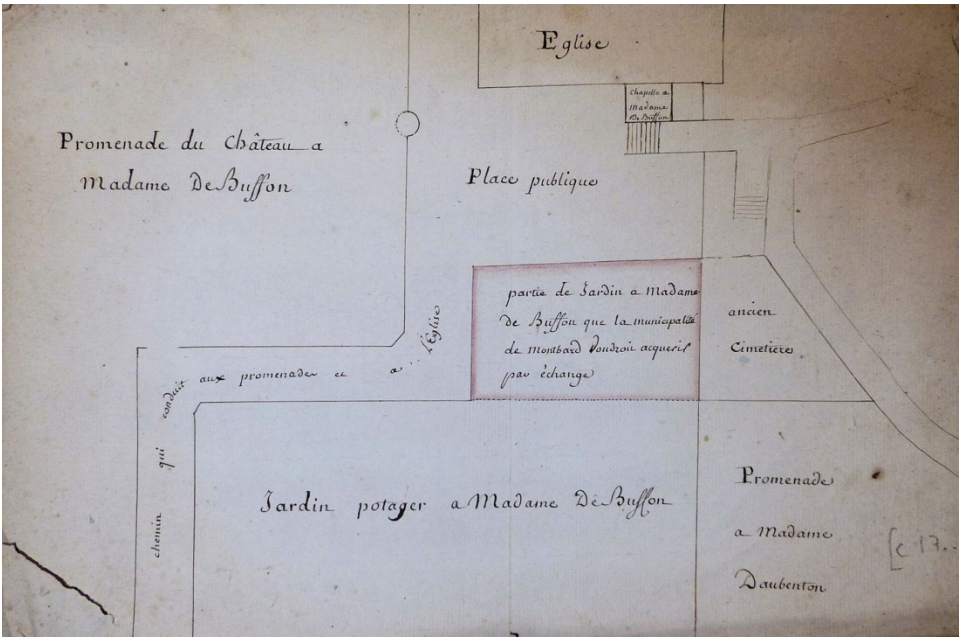 Eglise
Chapelle a
Madame
De Buffon
Promenade du Château a
Madame De Buffon
Place publique
partie de Jardin a Madame
de Buffon que la municipalité
de montbard Voudroit acquerir
par échange
ancien
Cimetiere
chemin qui conduit aux promenades et a l'Eglise
Jardin potager a Madame De Buffon
Promenade
a Madame
Daubenton
[c 17..